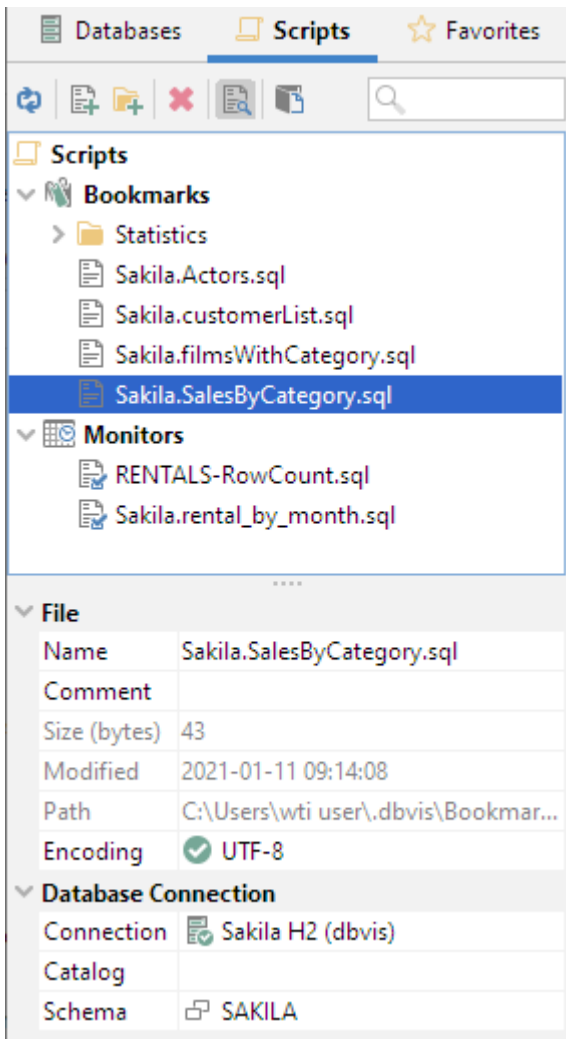 Databases Scripts Favorites
Scripts
Bookmarks
Statistics
Sakila.Actors.sql
Sakila.customerList.sql
Sakila.filmsWithCategory.sql
Sakila.SalesByCategory.sql
Monitors
RENTALS-RowCount.sql
Sakila.rental_by_month.sql
File
Name Sakila.SalesByCategory.sql
Comment
Size (bytes) 43
Modified 2021-01-11 09:14:08
Path C:\Users\wti user\.dbvis\Bookmar...
Encoding UTF-8
Database Connection
Connection Sakila H2 (dbvis)
Catalog
Schema SAKILA